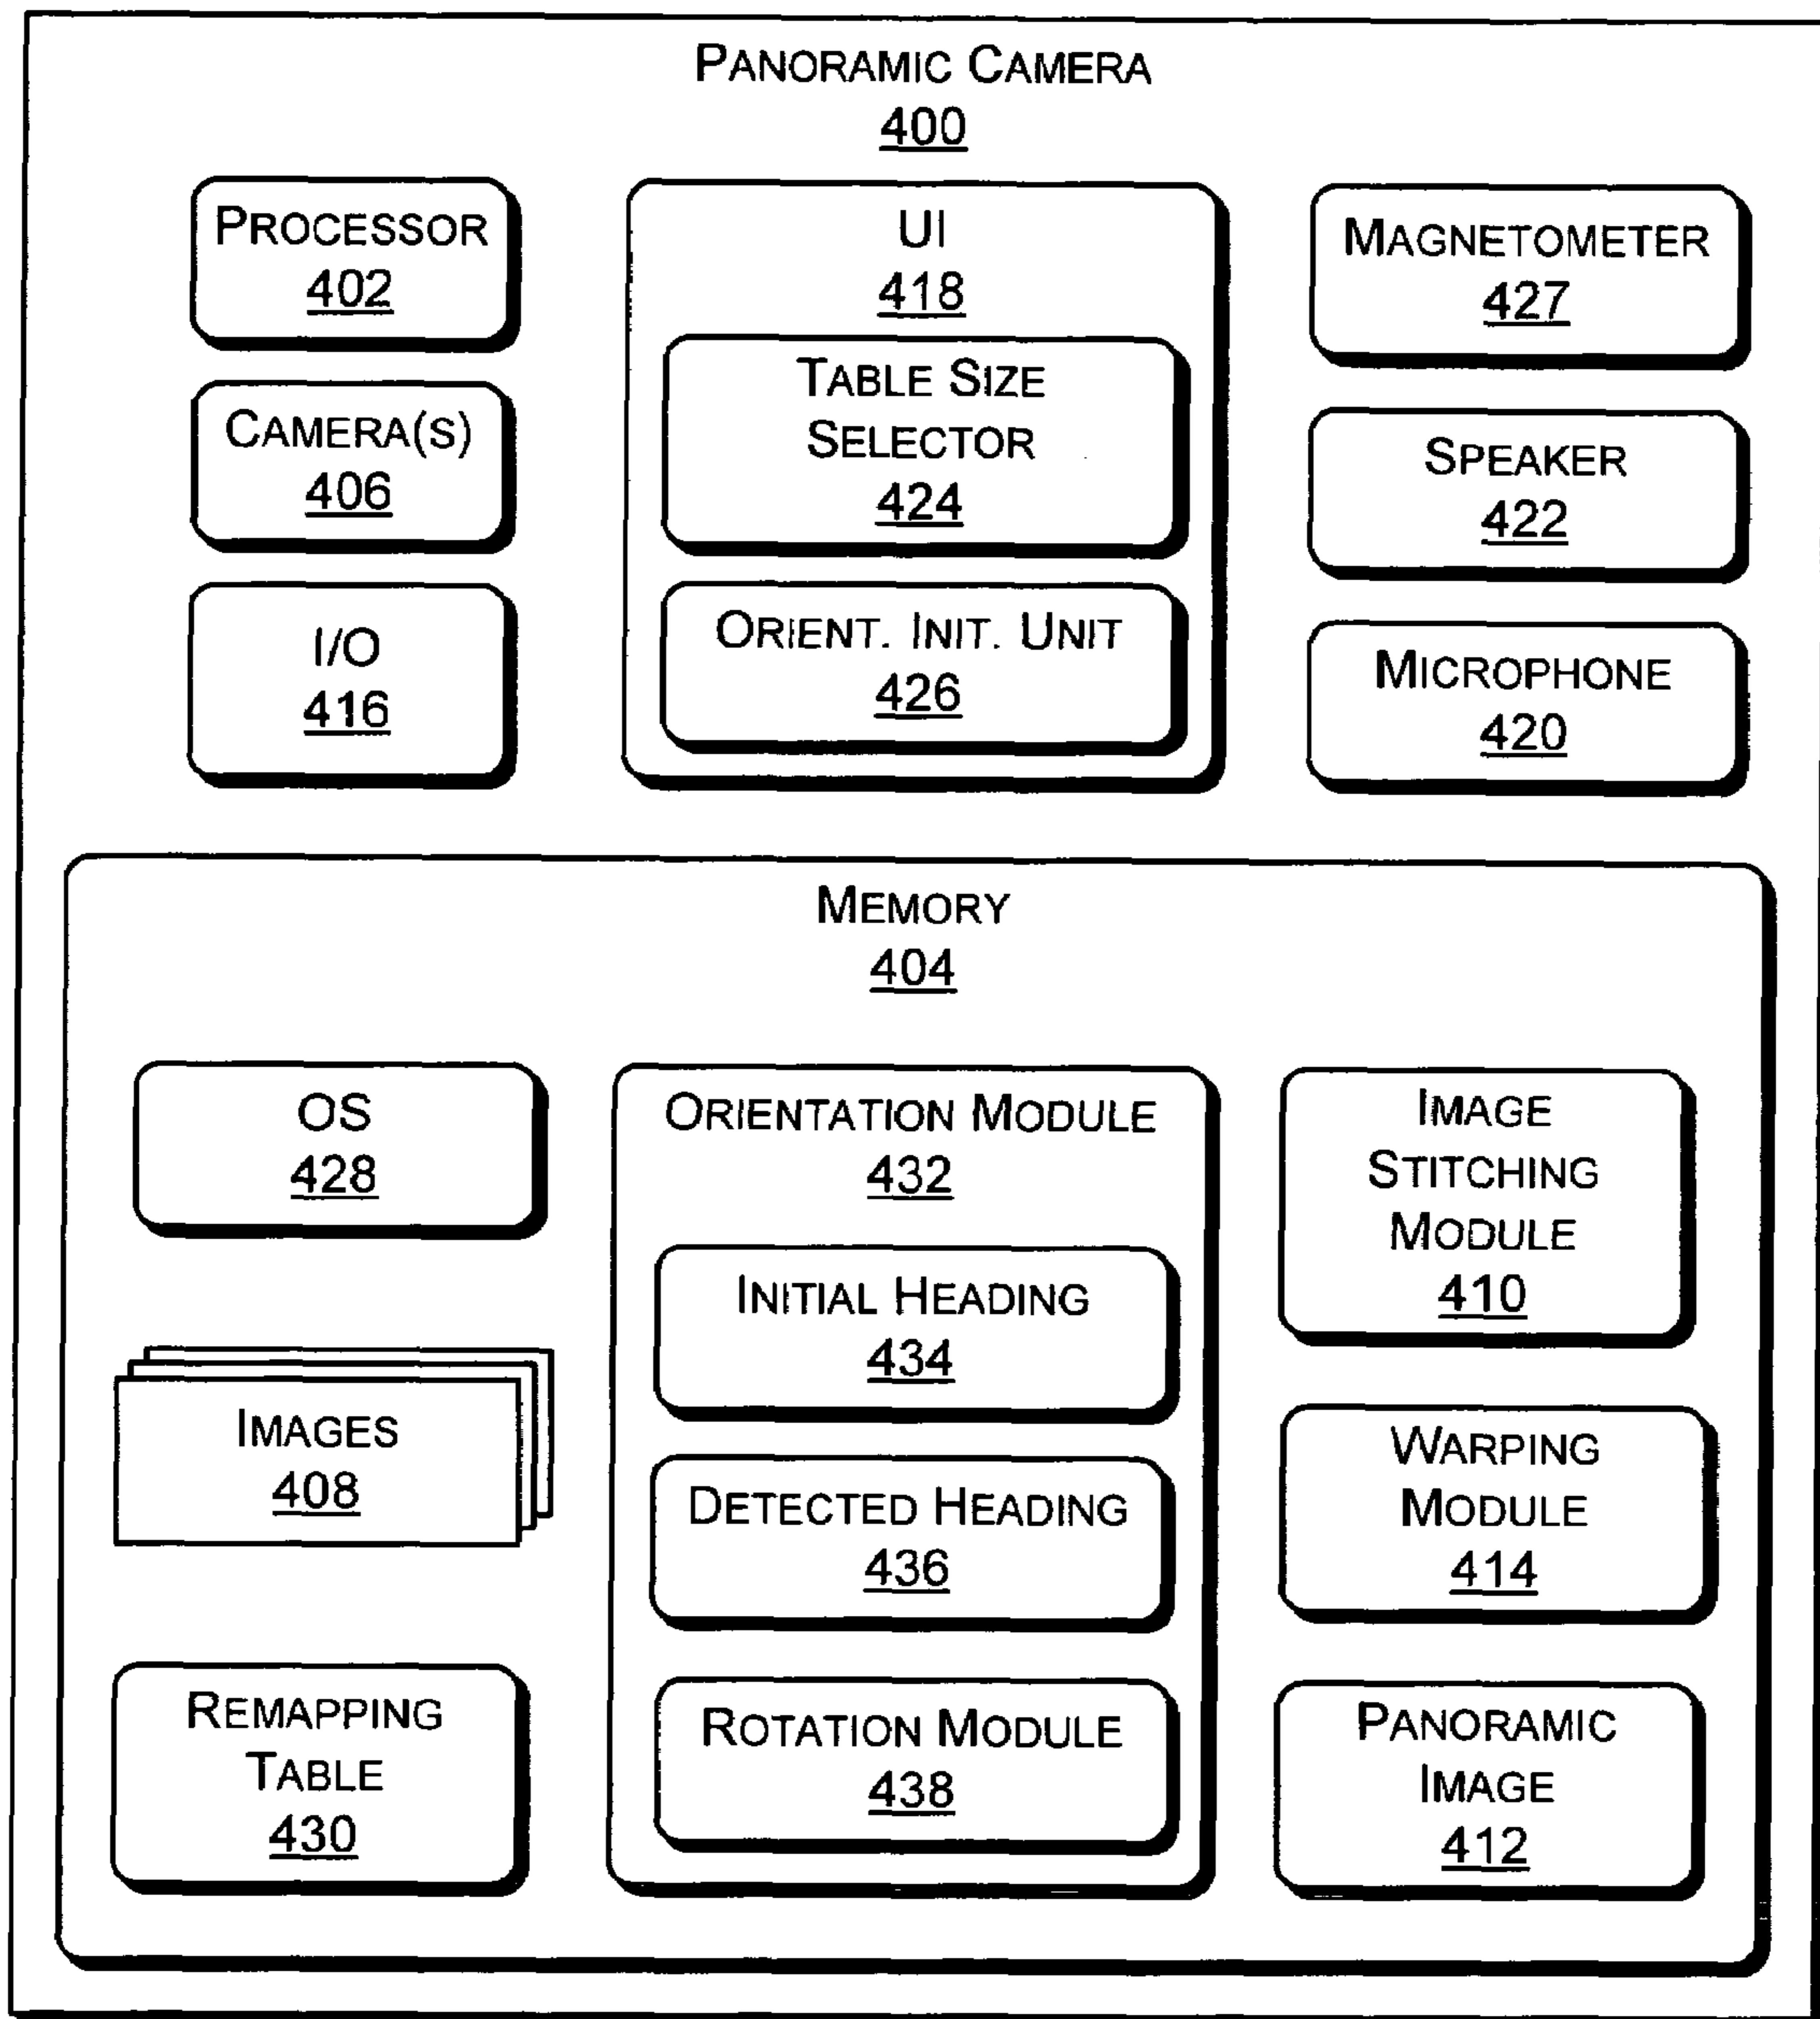 PANORAMIC CAMERA
400
PROCESSOR
402
CAMERA(S)
406
I/O
416
UI
418
TABLE SIZE
SELECTOR
424
ORIENT. INIT. UNIT
426
MAGNETOMETER
427
SPEAKER
422
MICROPHONE
420
MEMORY
404
OS
428
IMAGES
408
REMAPPING
TABLE
430
ORIENTATION MODULE
432
INITIAL HEADING
434
DETECTED HEADING
436
ROTATION MODULE
438
IMAGE
STITCHING
MODULE
410
WARPING
MODULE
414
PANORAMIC
IMAGE
412